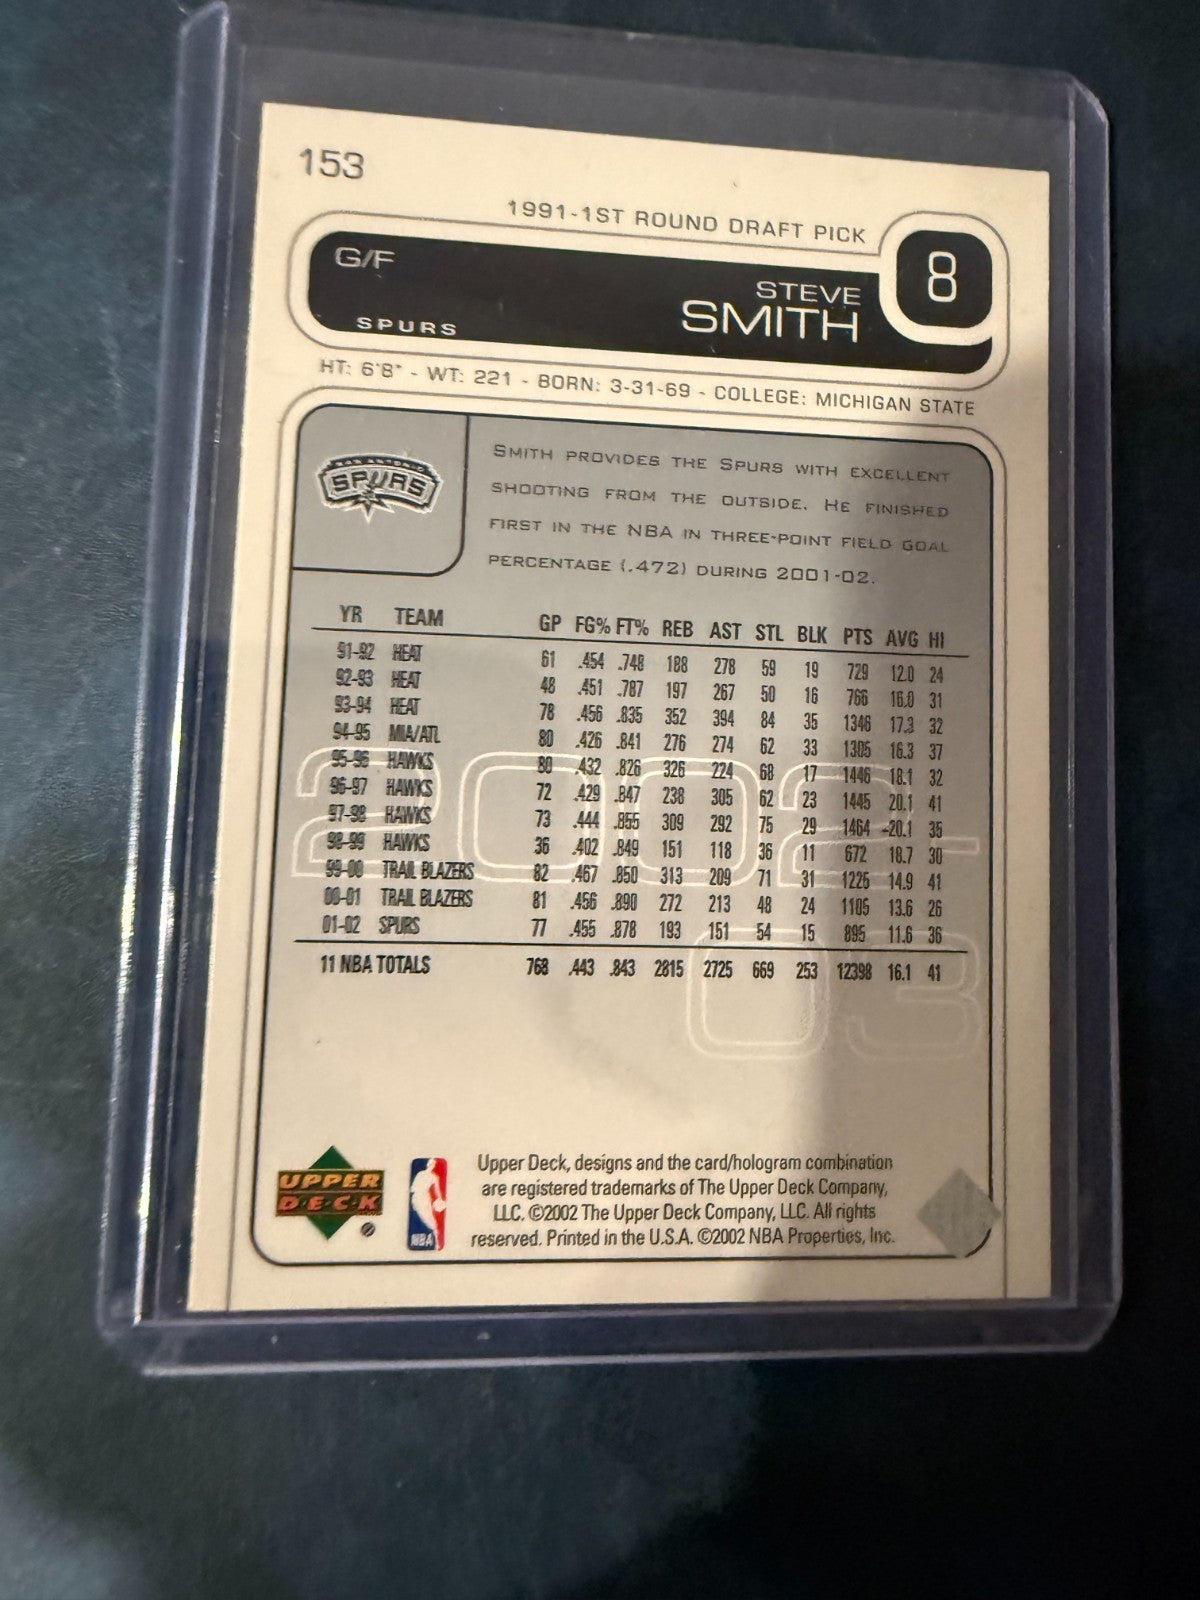 153
1991-1ST ROUND DRAFT PICK
8
G/F
STEVE
SMITH
SPURS
HT: 6'8" - WT: 221 - BORN: 3-31-69 - COLLEGE: MICHIGAN STATE
SAN ANTONIO
SPURS
SMITH PROVIDES THE SPURS WITH EXCELLENT
SHOOTING FROM THE OUTSIDE. HE FINISHED
FIRST IN THE NBA IN THREE-POINT FIELD GOAL
PERCENTAGE (.472) DURING 2001-02.
YR TEAM GP FG% FT% REB AST STL BLK PTS AVG HI
91-92 HEAT 61 .454 .748 188 278 59 19 729 12.0 24
92-93 HEAT 48 .451 .787 197 267 50 16 766 16.0 31
93-94 HEAT 78 .456 .835 352 394 84 35 1346 17.3 32
94-95 MIA/ATL 80 .426 .841 276 274 62 33 1305 16.3 37
95-96 HAWKS 80 .432 .826 326 224 68 17 1446 18.1 32
96-97 HAWKS 72 .429 .847 238 305 62 23 1445 20.1 41
97-98 HAWKS 73 .444 .855 309 292 75 29 1464 20.1 35
98-99 HAWKS 36 .402 .849 151 118 36 11 672 18.7 30
99-00 TRAIL BLAZERS 82 .467 .850 313 209 71 31 1225 14.9 41
00-01 TRAIL BLAZERS 81 .456 .890 272 213 48 24 1105 13.6 26
01-02 SPURS 77 .455 .878 193 151 54 15 895 11.6 36
11 NBA TOTALS 768 .443 .843 2815 2725 669 253 12398 16.1 41
2002-
03
UPPER
DECK
NBA
Upper Deck, designs and the card/hologram combination
are registered trademarks of The Upper Deck Company,
LLC. ©2002 The Upper Deck Company, LLC. All rights
reserved. Printed in the U.S.A. ©2002 NBA Properties, Inc.